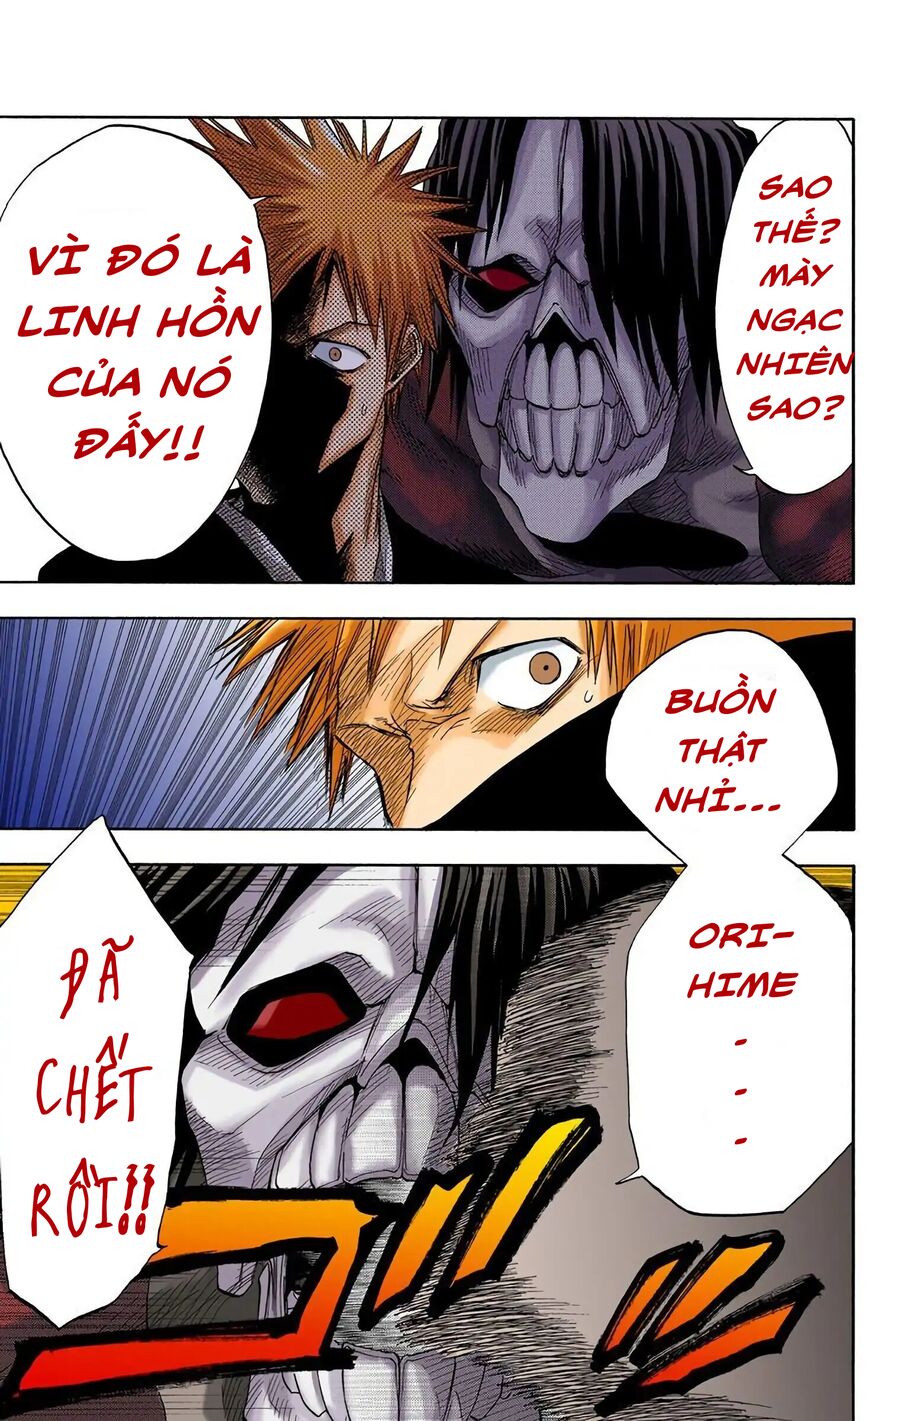 SAO
THẾ?
MÀY
NGẠC
NHIÊN
SAO?
VÌ ĐÓ LÀ
LINH HỒN
CỦA NÓ
ĐẤY!!
BUỒN
THẬT
NHỈ...
ORI-
HIME
.
.
.
ĐÃ
CHẾT
RỒI!!
ゴ